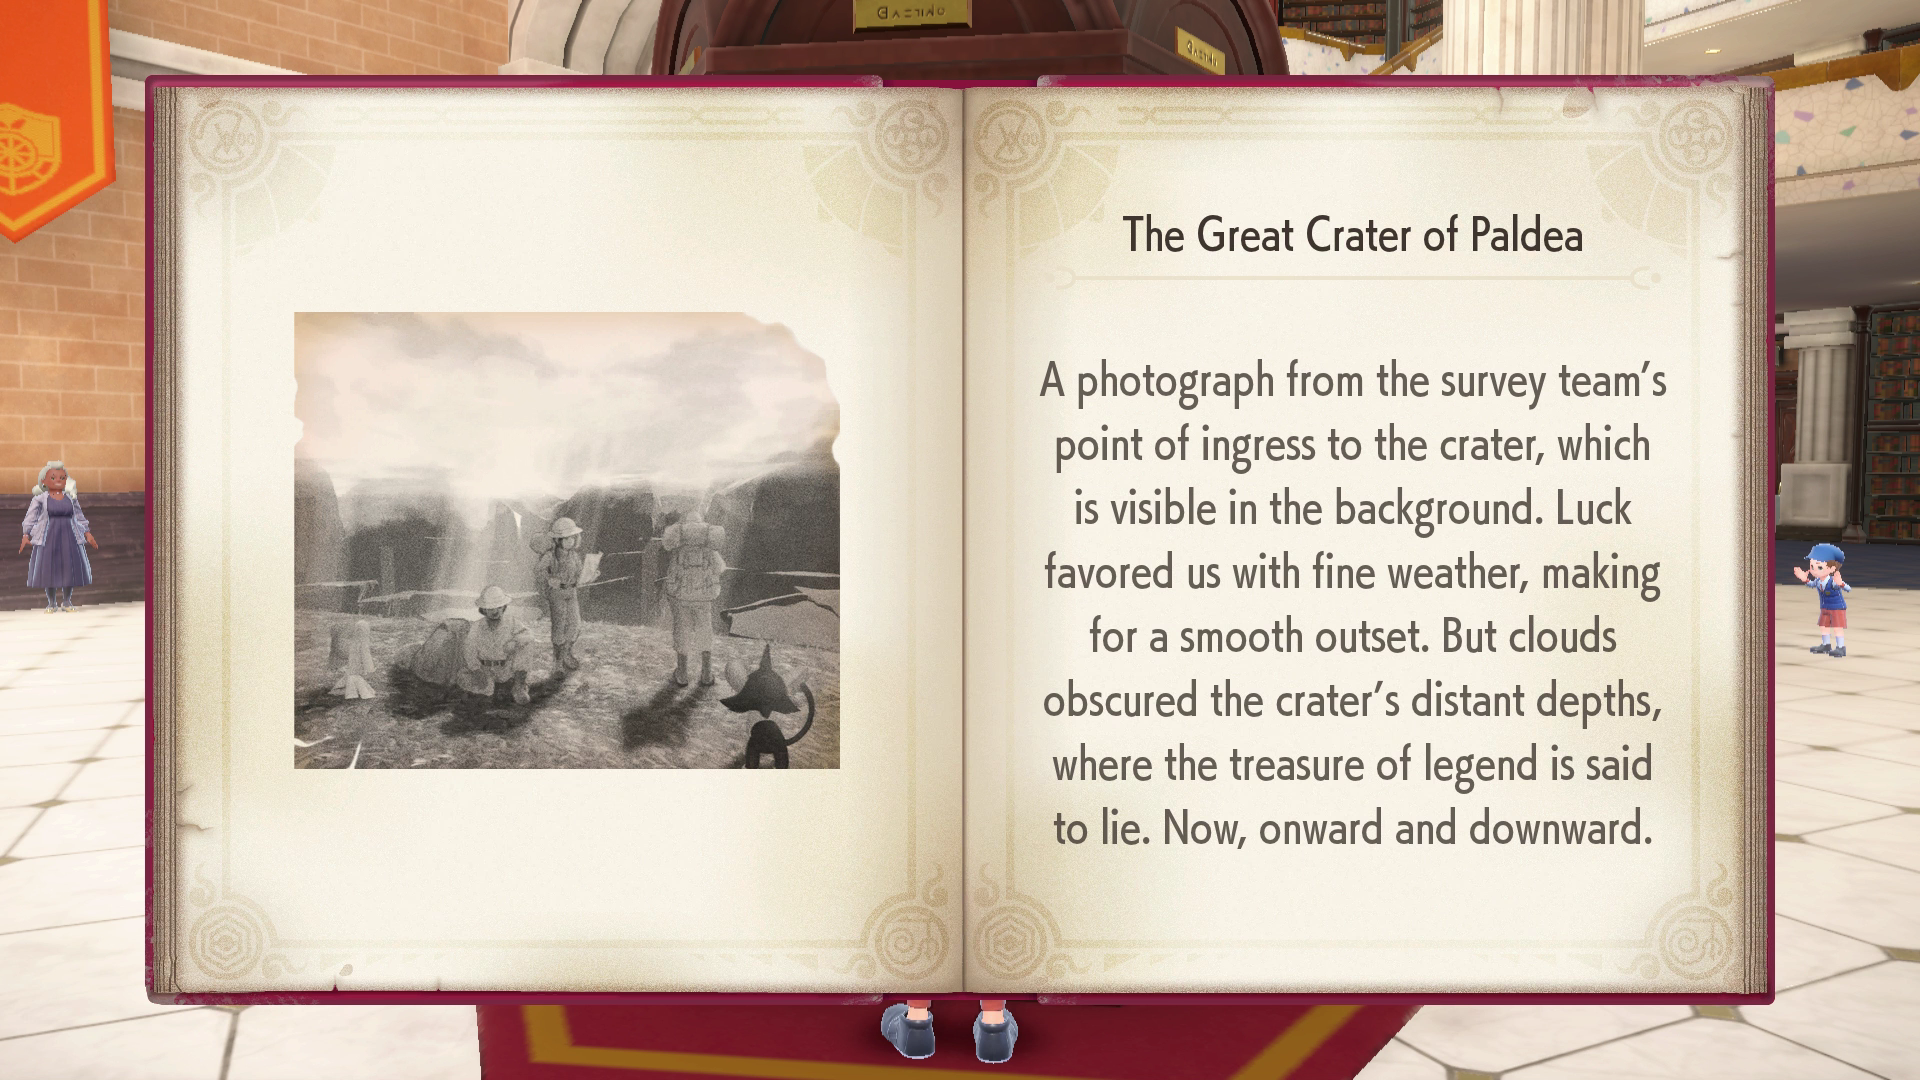 The Great Crater of Paldea
A photograph from the survey team's
point of ingress to the crater, which
is visible in the background. Luck
favored us with fine weather, making
for a smooth outset. But clouds
obscured the crater's distant depths,
where the treasure of legend is said
to lie. Now, onward and downward.